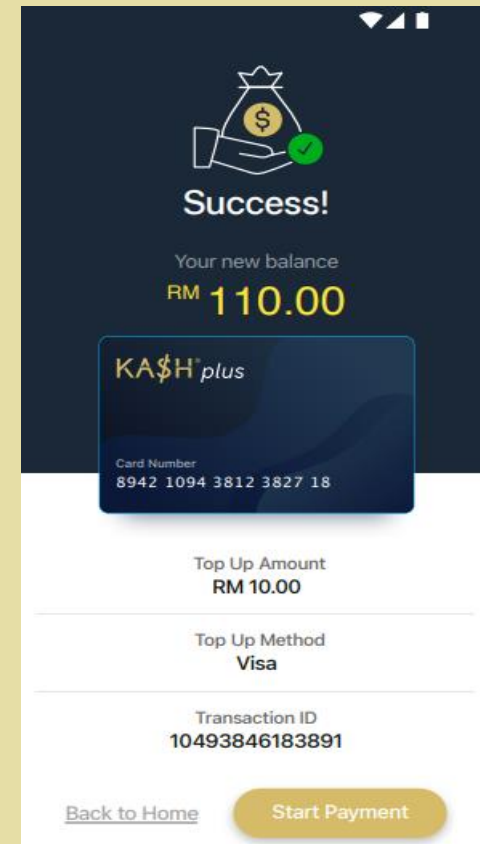 $
Success!
Your new balance
RM 110.00
KA$H® plus
Card Number
8942 1094 3812 3827 18
Top Up Amount
RM 10.00
Top Up Method
Visa
Transaction ID
10493846183891
Back to Home
Start Payment